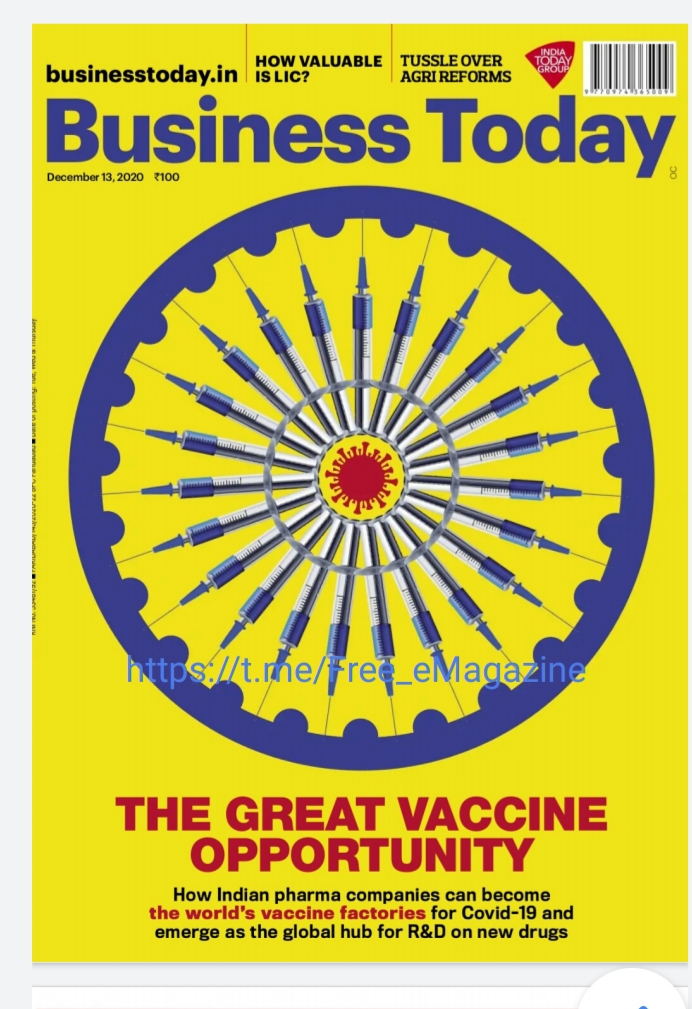 businesstoday.in
HOW VALUABLE
IS LIC?
TUSSLE OVER
AGRI REFORMS
INDIA
TODAY
GROUP
Business Today
December 13, 2020 ₹100
OC
https://t.me/Free_eMagazine
THE GREAT VACCINE
OPPORTUNITY
How Indian pharma companies can become
the world's vaccine factories for Covid-19 and
emerge as the global hub for R&D on new drugs